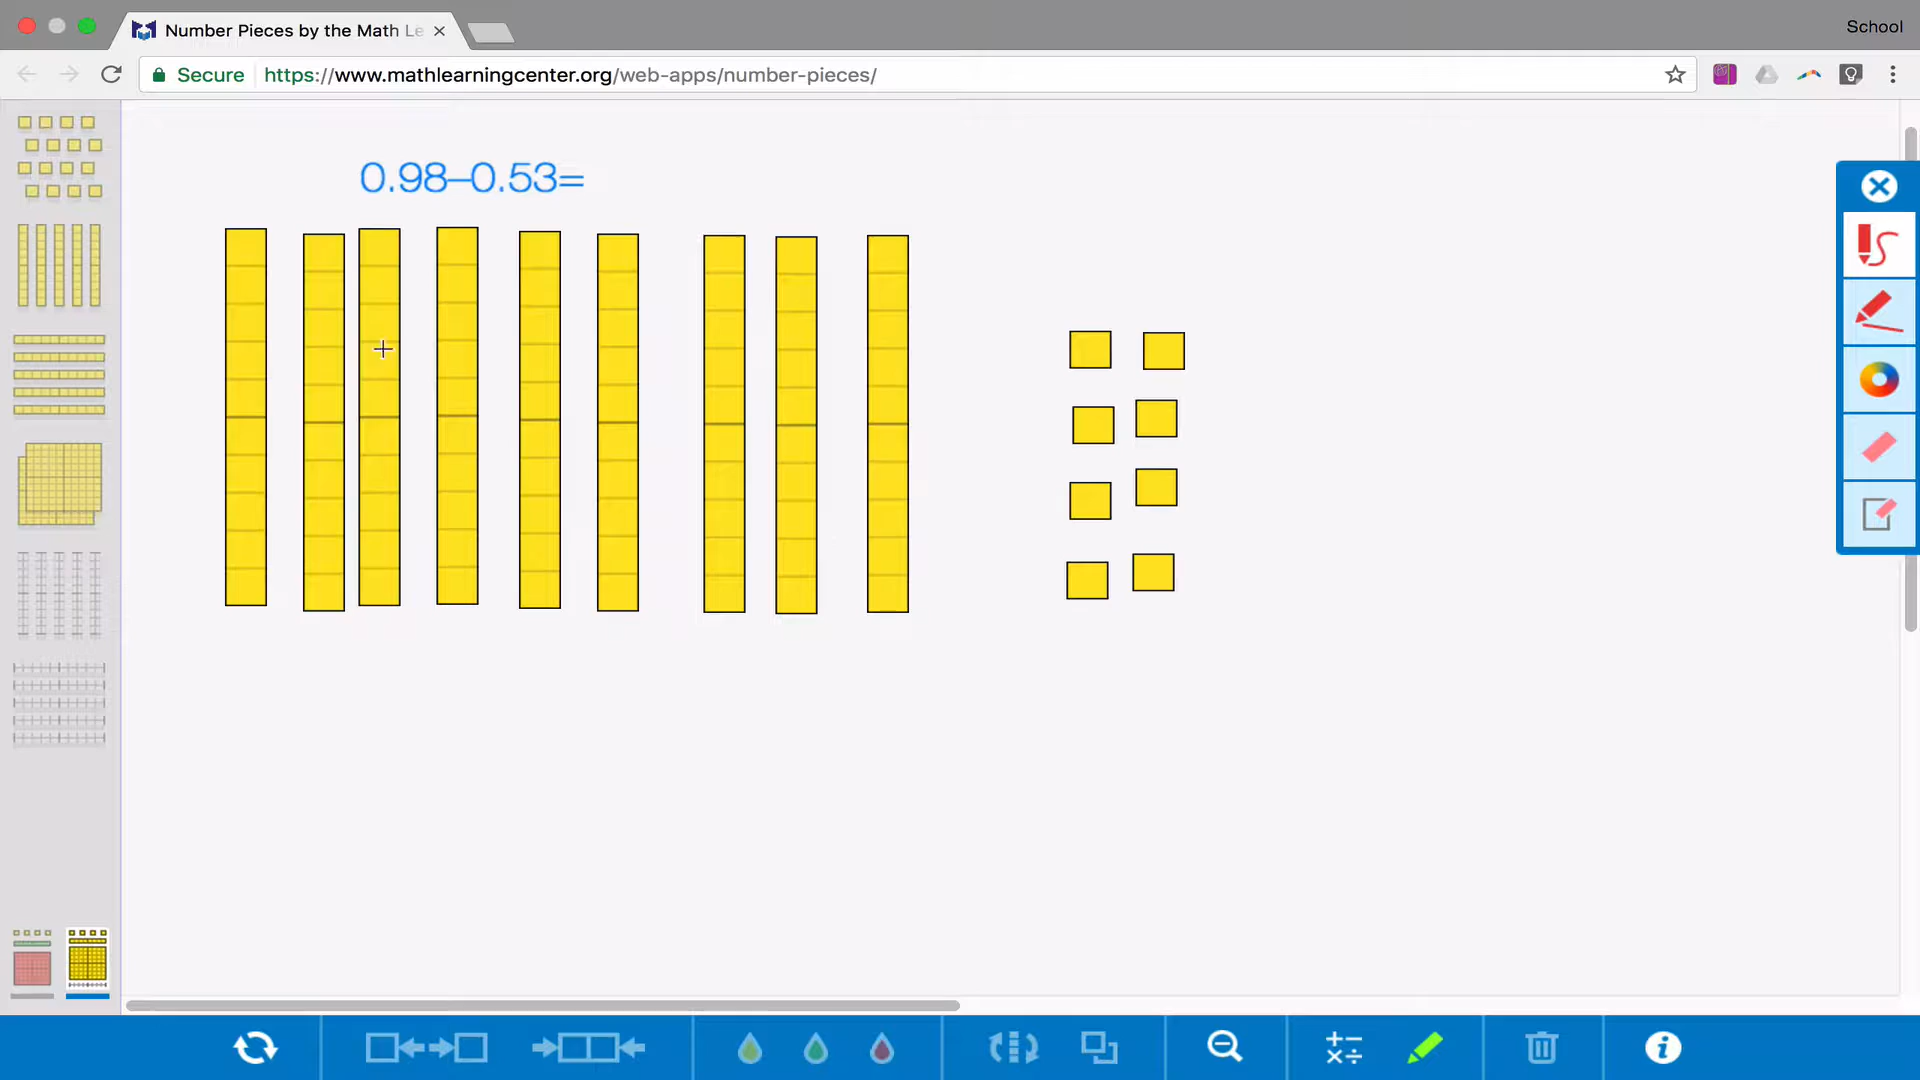 School
Number Pieces by the Math Le
Secure
https://www.mathlearningcenter.org/web-apps/number-pieces/
0.98–0.53=